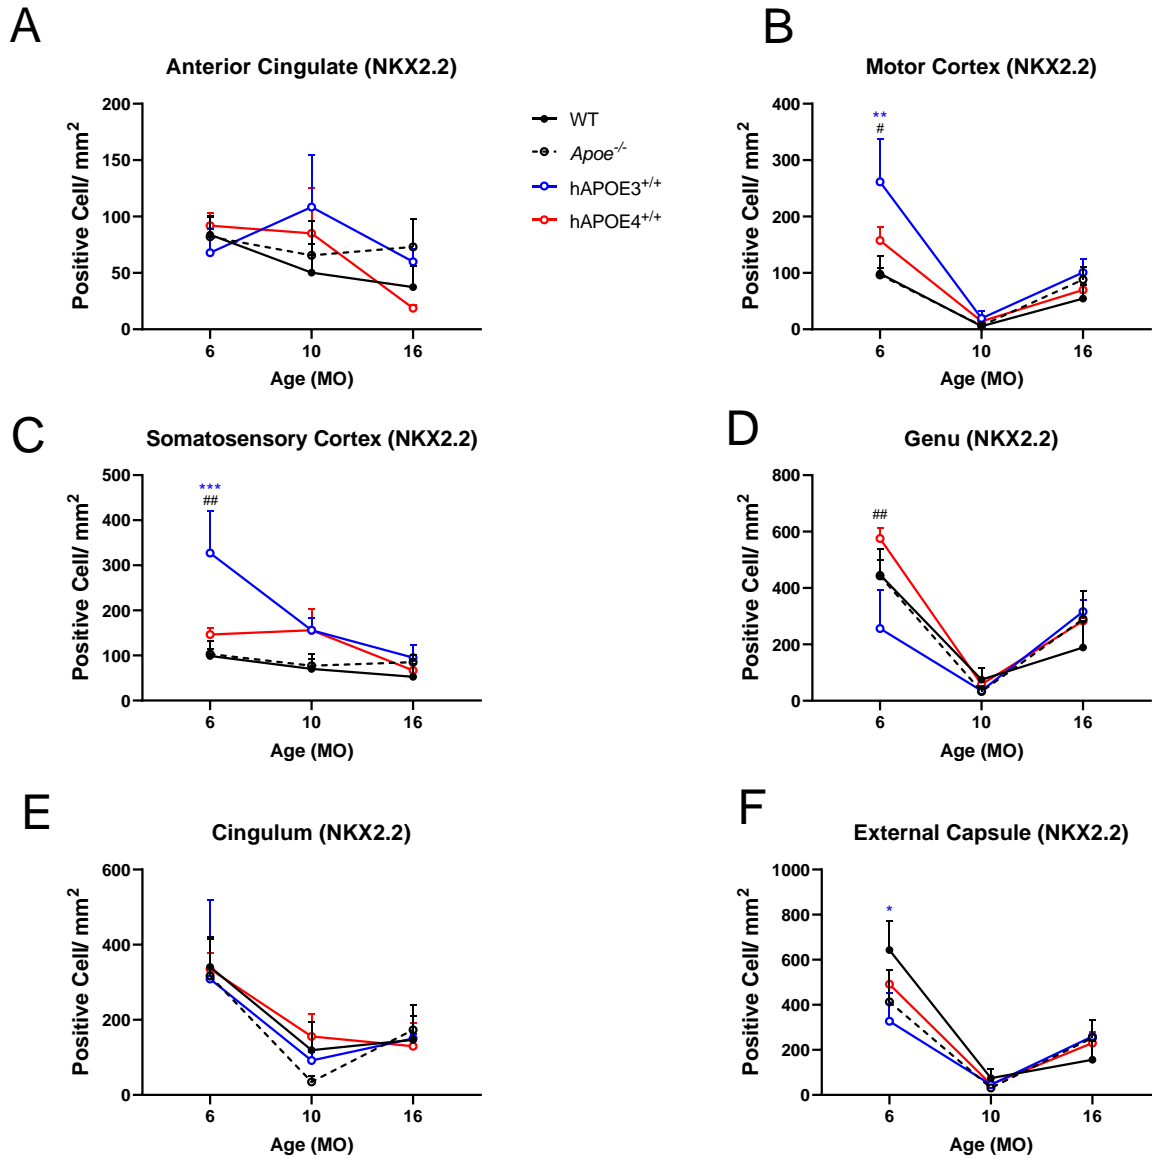 A
Anterior Cingulate (NKX2.2)
Positive Cell/ mm²
200
150
100
50
0
6
10
16
Age (MO)
WT
Apoe-/-
hAPOE3+/+
hAPOE4+/+
B
Motor Cortex (NKX2.2)
Positive Cell/ mm²
400
300
200
100
0
**
#
6
10
16
Age (MO)
C
Somatosensory Cortex (NKX2.2)
Positive Cell/ mm²
500
400
300
200
100
0
***
##
6
10
16
Age (MO)
D
Genu (NKX2.2)
Positive Cell/ mm²
800
600
400
200
0
##
6
10
16
Age (MO)
E
Cingulum (NKX2.2)
Positive Cell/ mm²
600
400
200
0
6
10
16
Age (MO)
F
External Capsule (NKX2.2)
Positive Cell/ mm²
1000
800
600
400
200
0
*
6
10
16
Age (MO)